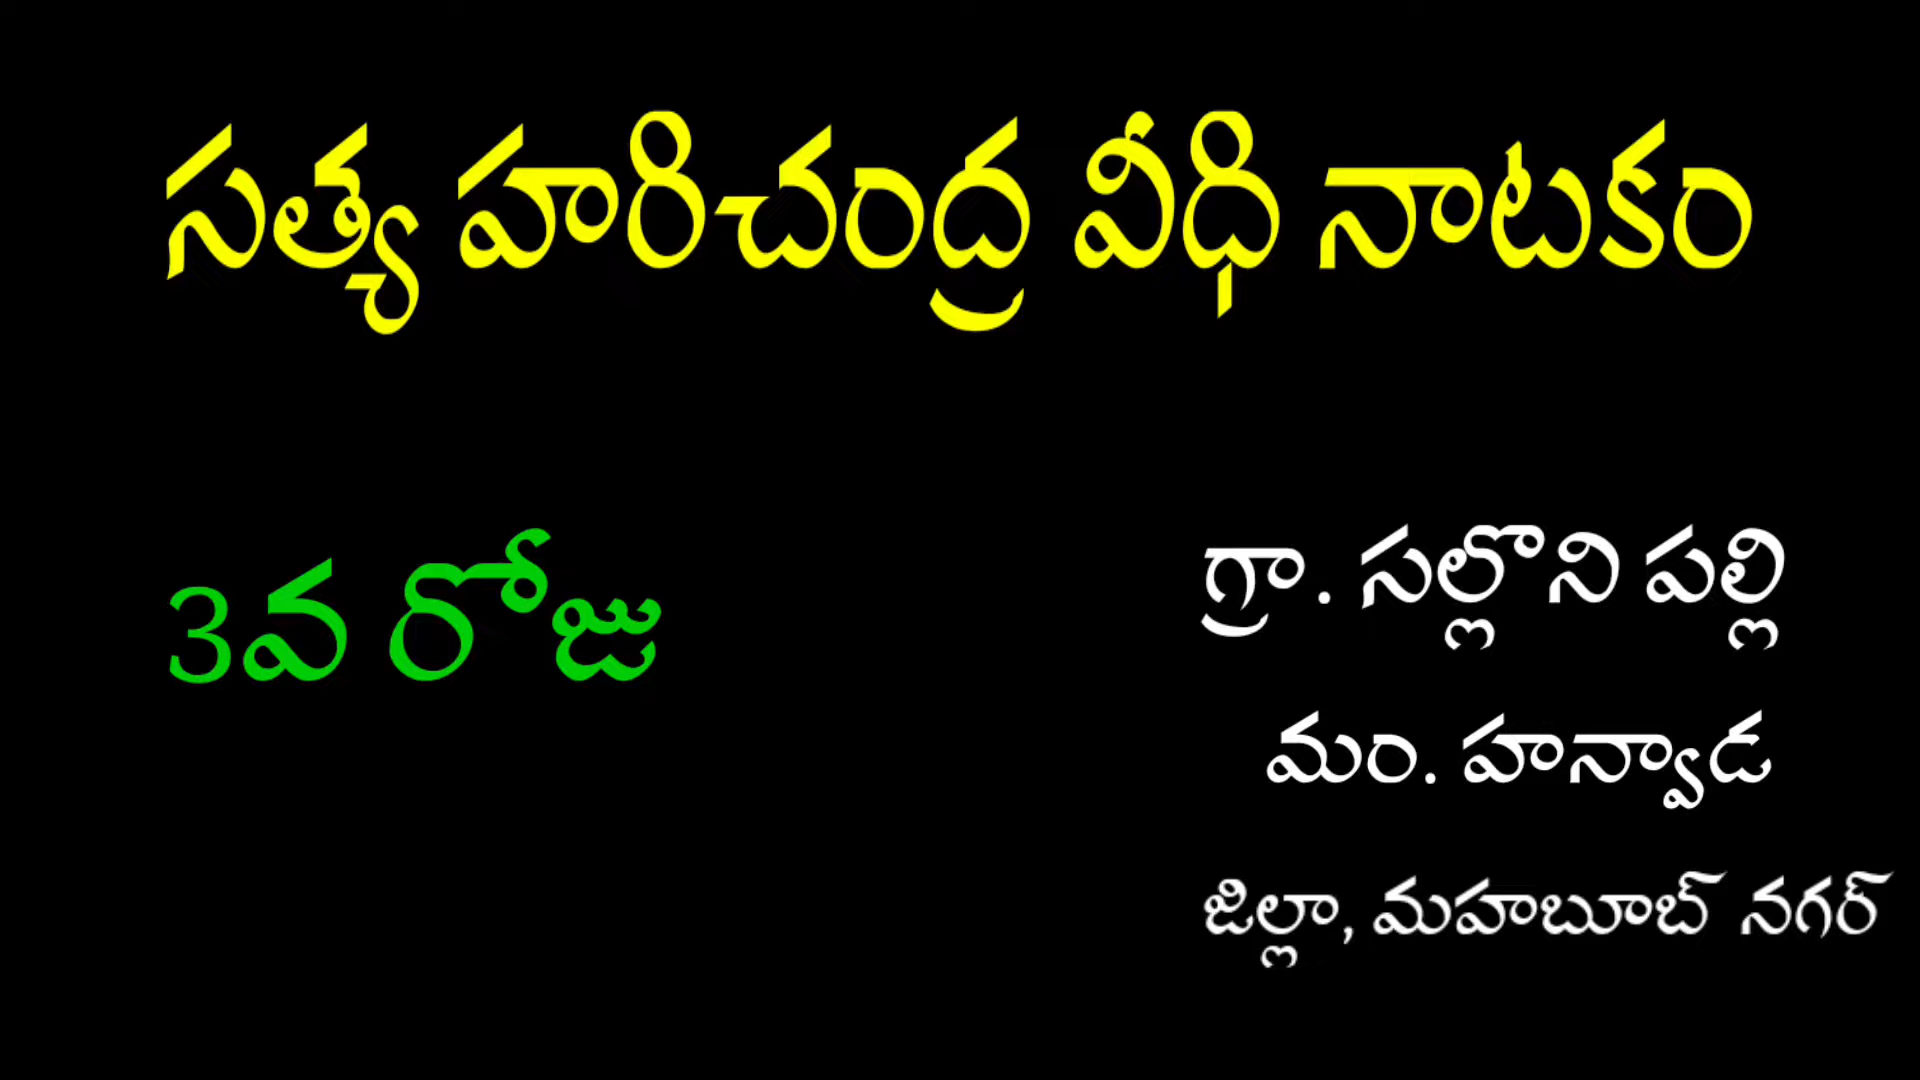 సత్య హరిచంద్ర వీధి నాటకం
3వ రోజు
గ్రా. సల్లొని పల్లి
మం. హన్వాడ
జిల్లా, మహబూబ్ నగర్